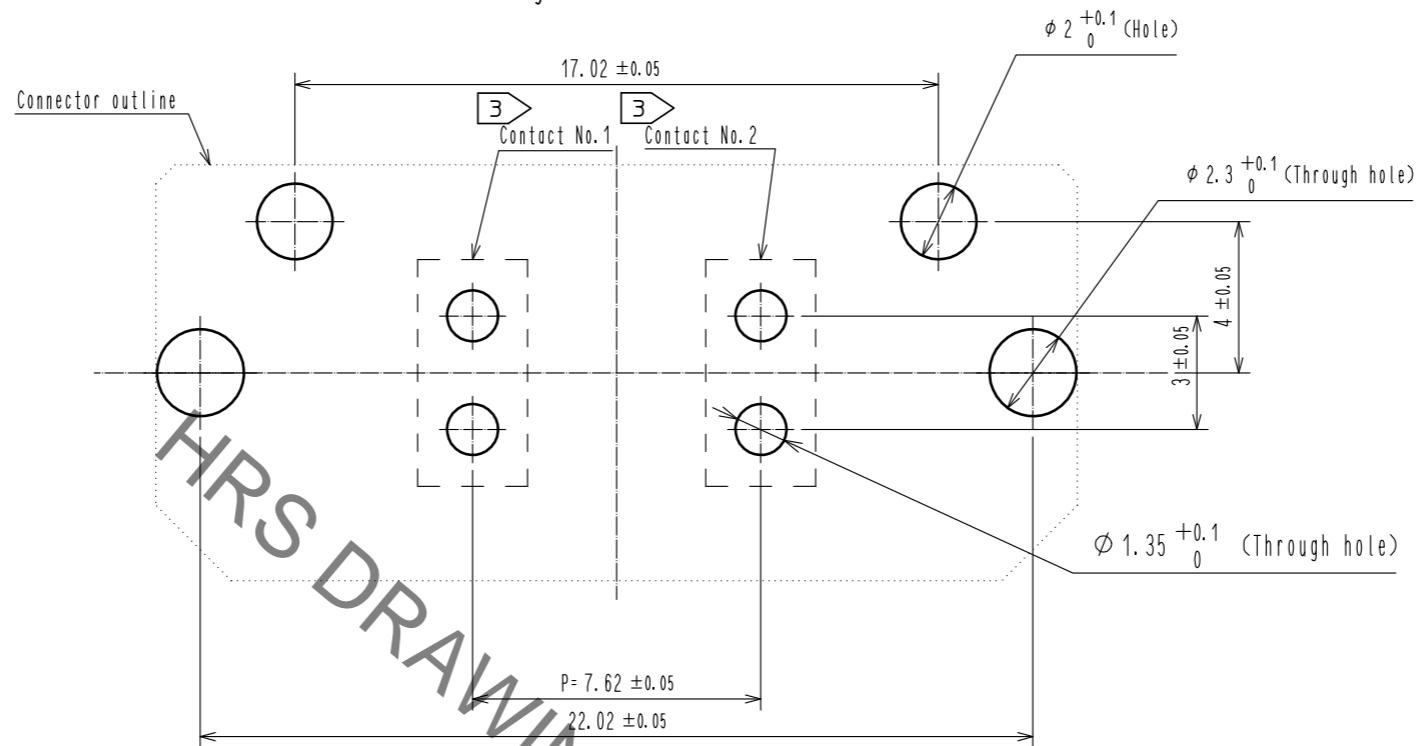 φ 2 +0.1 0 (Hole)
17.02 ±0.05
Connector outline
3
3
Contact No.1
Contact No.2
φ 2.3 +0.1 0 (Through hole)
4 ±0.05
3 ±0.05
φ 1.35 +0.1 0 (Through hole)
P= 7.62 ±0.05
22.02 ±0.05
HRS DRAWIN